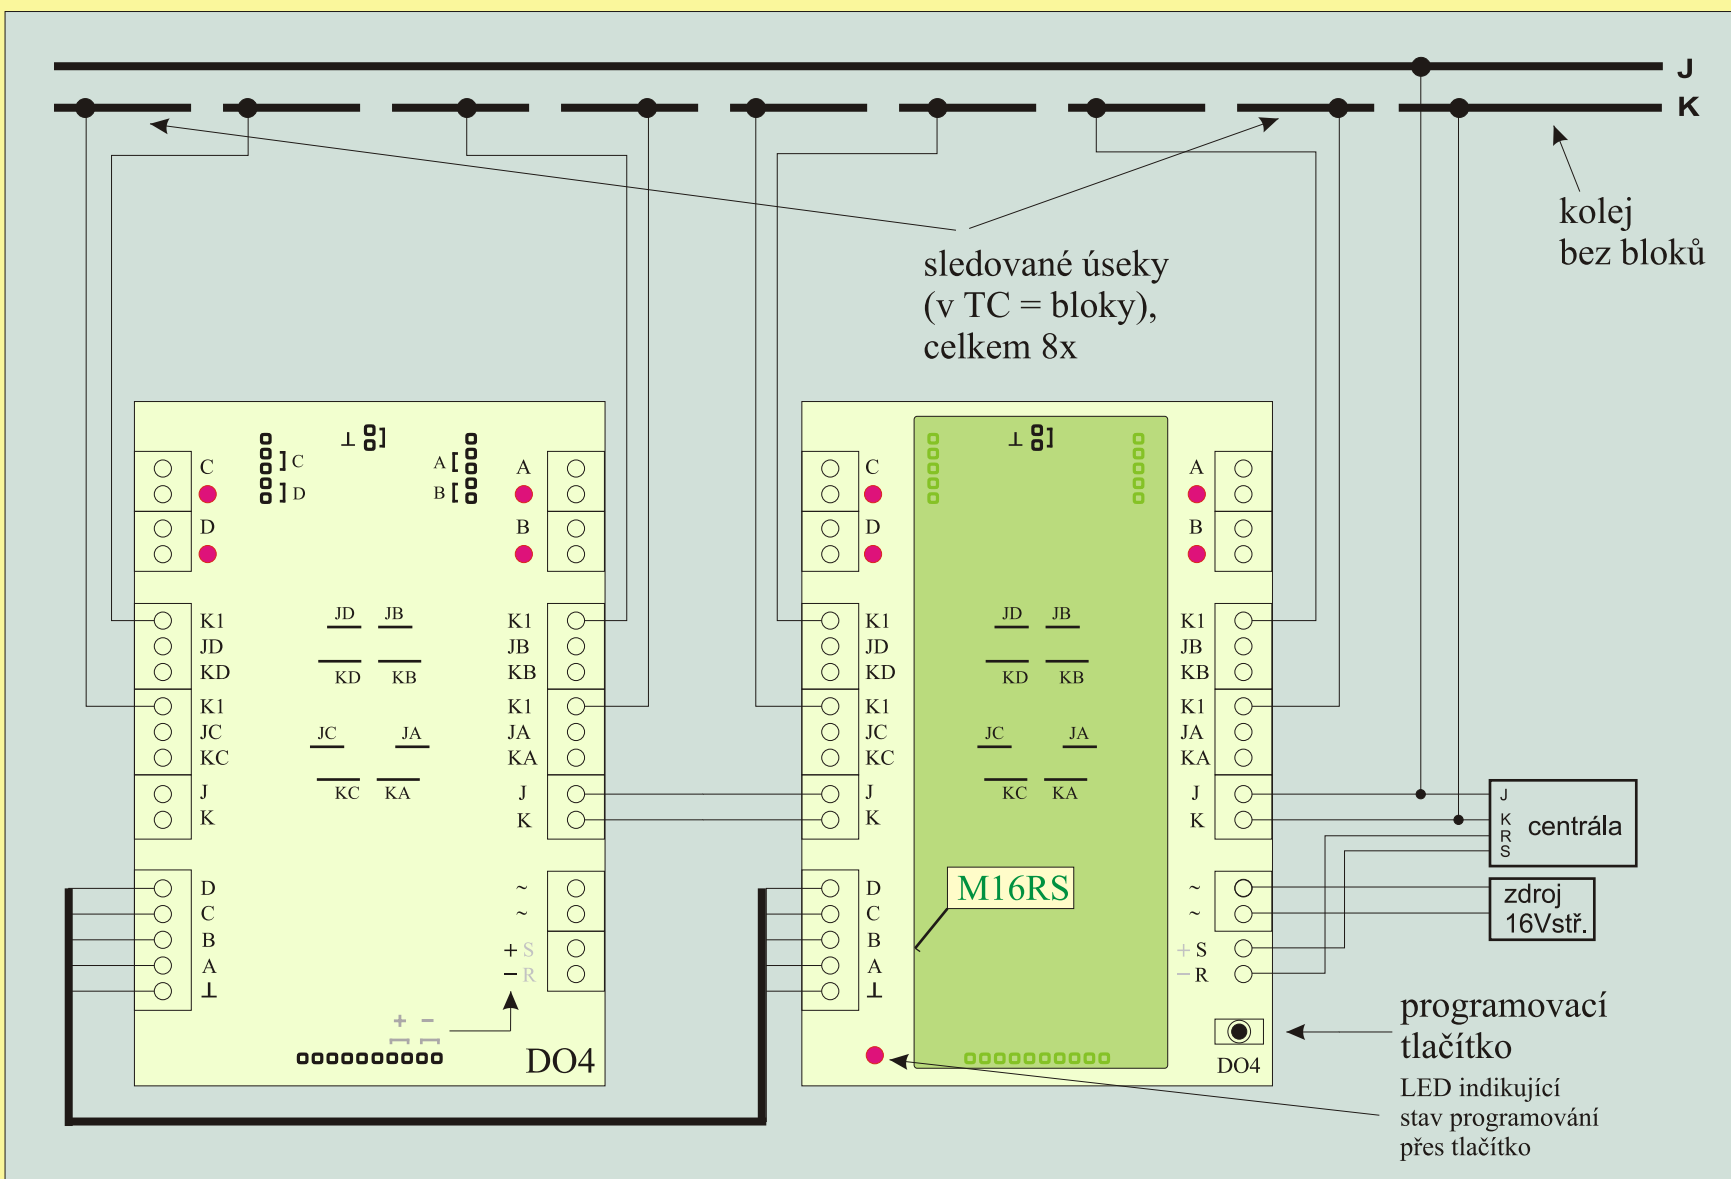 J
K
kolej
bez bloků
sledované úseky
(v TC = bloky),
celkem 8x
C
D
K1
JD
KD
K1
JC
KC
J
K
D
C
B
A
⊥
⊥
C
D
A
B
JD JB
KD KB
JC JA
KC KA
A
B
K1
JB
KB
K1
JA
KA
J
K
~
~
+ S
− R
+ −
DO4
C
D
K1
JD
KD
K1
JC
KC
J
K
D
C
B
A
⊥
⊥
JD JB
KD KB
JC JA
KC KA
M16RS
A
B
K1
JB
KB
K1
JA
KA
J
K
~
~
+ S
− R
DO4
J
K
R
S
centrála
zdroj
16Vstř.
programovací
tlačítko
LED indikující
stav programování
přes tlačítko